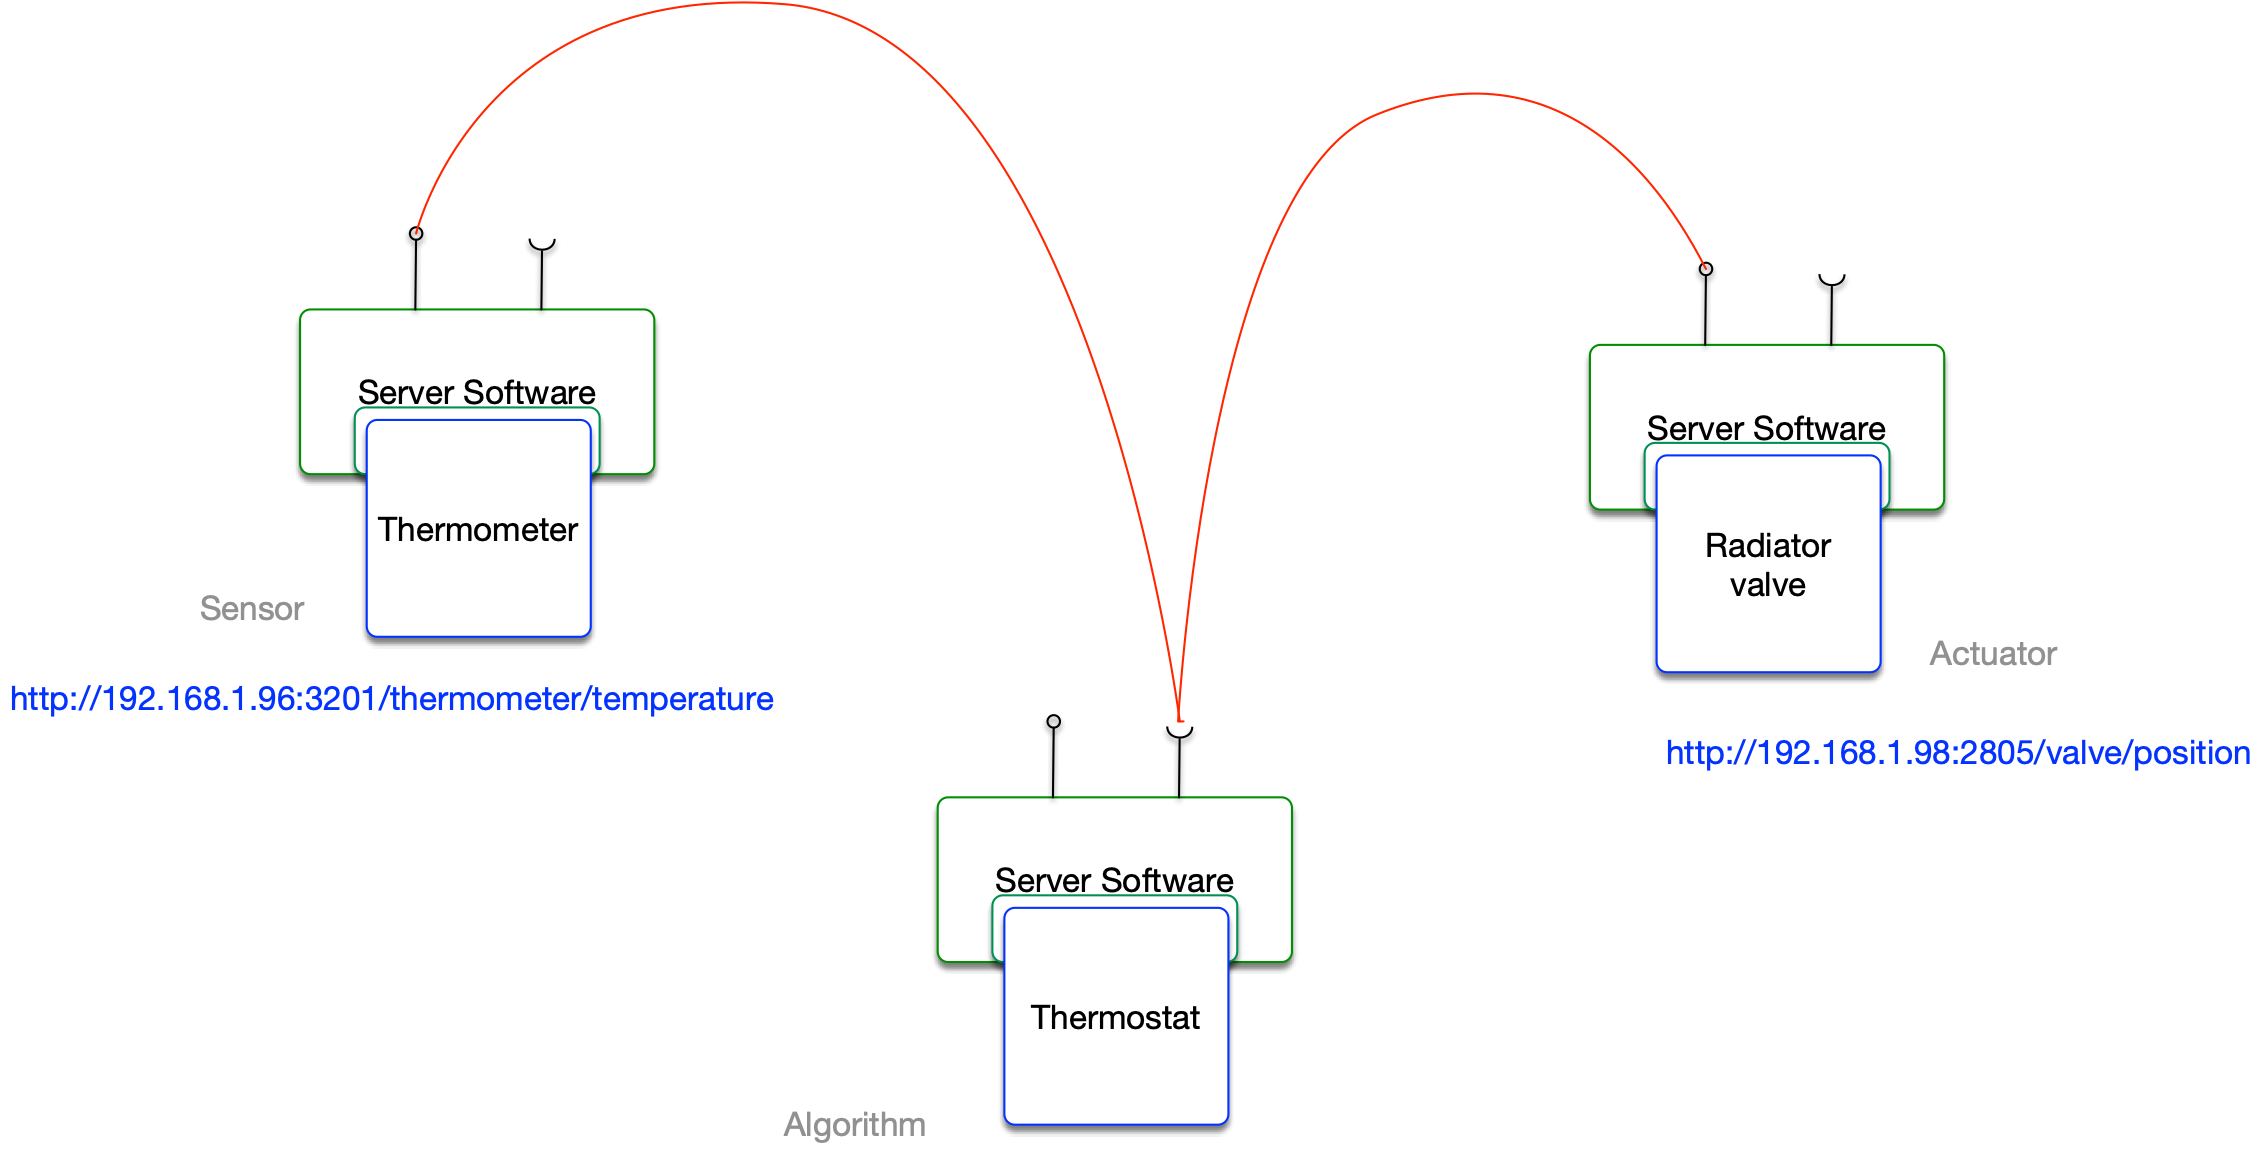 Server Software
Thermometer
Sensor
http://192.168.1.96:3201/thermometer/temperature
Server Software
Radiator
valve
Actuator
http://192.168.1.98:2805/valve/position
Server Software
Thermostat
Algorithm